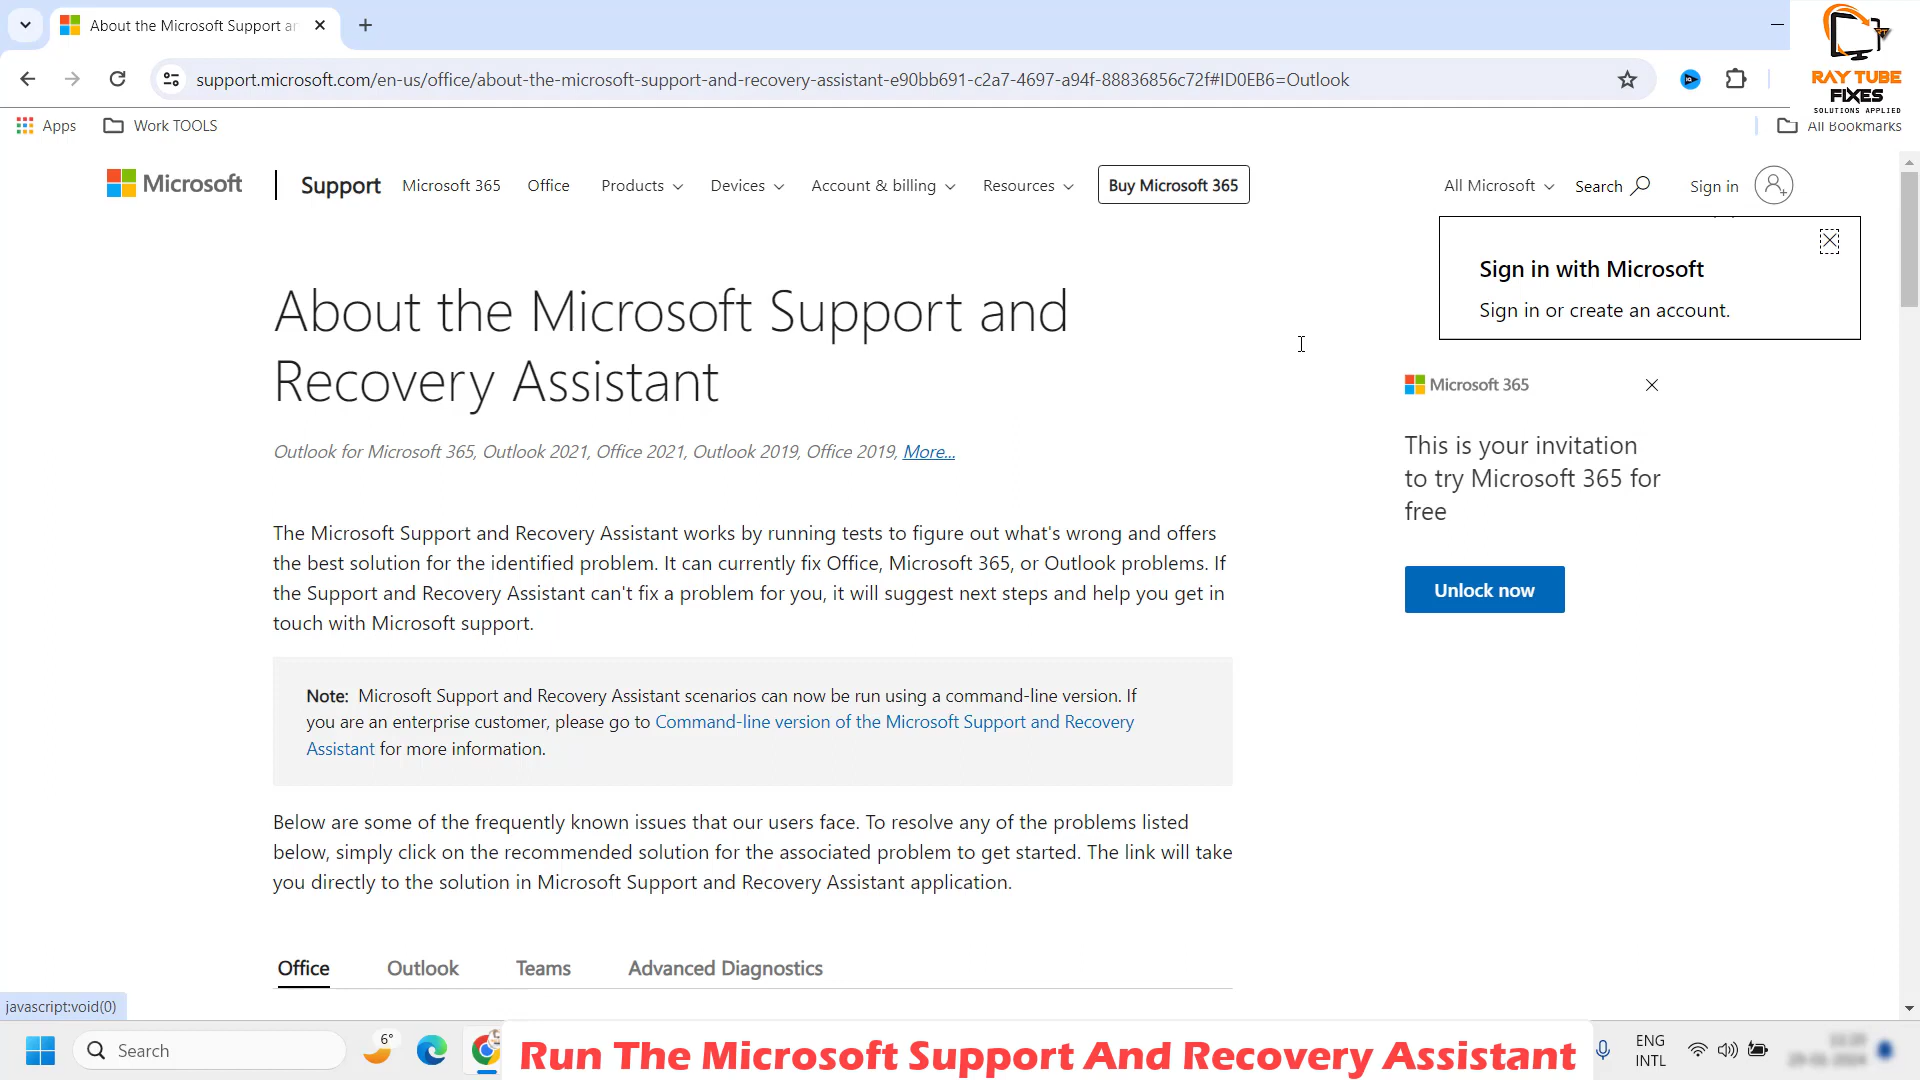 About the Microsoft Support ar
support.microsoft.com/en-us/office/about-the-microsoft-support-and-recovery-assistant-e90bb691-c2a7-4697-a94f-88836856c72f#ID0EB6=Outlook
RAY TUBE
FIXES
SOLUTIONS APPLIED
Apps
Work TOOLS
All Bookmarks
Microsoft
Support
Microsoft 365
Office
Products
Devices
Account & billing
Resources
Buy Microsoft 365
All Microsoft
Search
Sign in
Sign in with Microsoft
Sign in or create an account.
About the Microsoft Support and
Recovery Assistant
Outlook for Microsoft 365, Outlook 2021, Office 2021, Outlook 2019, Office 2019, More...
Microsoft 365
This is your invitation
to try Microsoft 365 for
free
Unlock now
The Microsoft Support and Recovery Assistant works by running tests to figure out what's wrong and offers
the best solution for the identified problem. It can currently fix Office, Microsoft 365, or Outlook problems. If
the Support and Recovery Assistant can't fix a problem for you, it will suggest next steps and help you get in
touch with Microsoft support.
Note: Microsoft Support and Recovery Assistant scenarios can now be run using a command-line version. If
you are an enterprise customer, please go to Command-line version of the Microsoft Support and Recovery
Assistant for more information.
Below are some of the frequently known issues that our users face. To resolve any of the problems listed
below, simply click on the recommended solution for the associated problem to get started. The link will take
you directly to the solution in Microsoft Support and Recovery Assistant application.
Office
Outlook
Teams
Advanced Diagnostics
javascript:void(0)
Search
6°
Run The Microsoft Support And Recovery Assistant
ENG
INTL